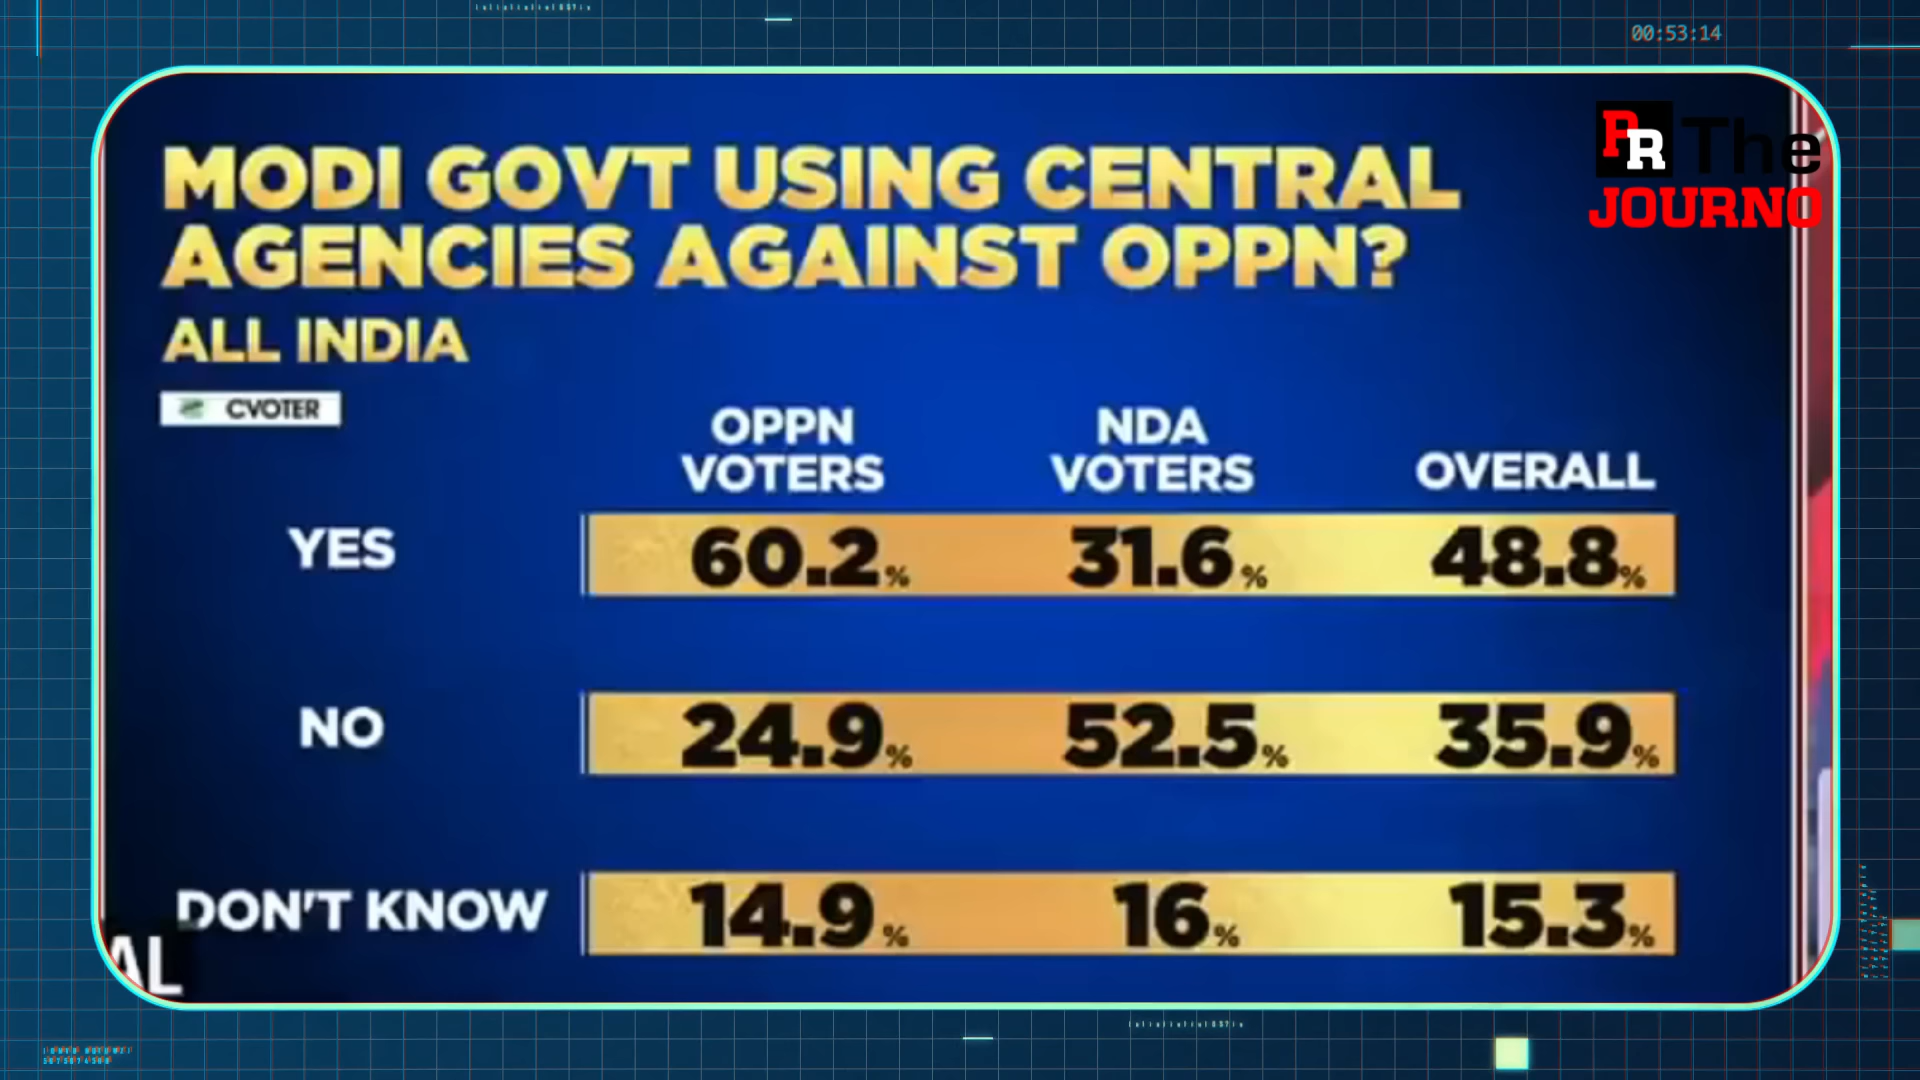 00:53:14
PR The
JOURNO
MODI GOVT USING CENTRAL
AGENCIES AGAINST OPPN?
ALL INDIA
CVOTER
OPPN VOTERS NDA VOTERS OVERALL
YES 60.2% 31.6% 48.8%
NO 24.9% 52.5% 35.9%
DON'T KNOW 14.9% 16% 15.3%
AL